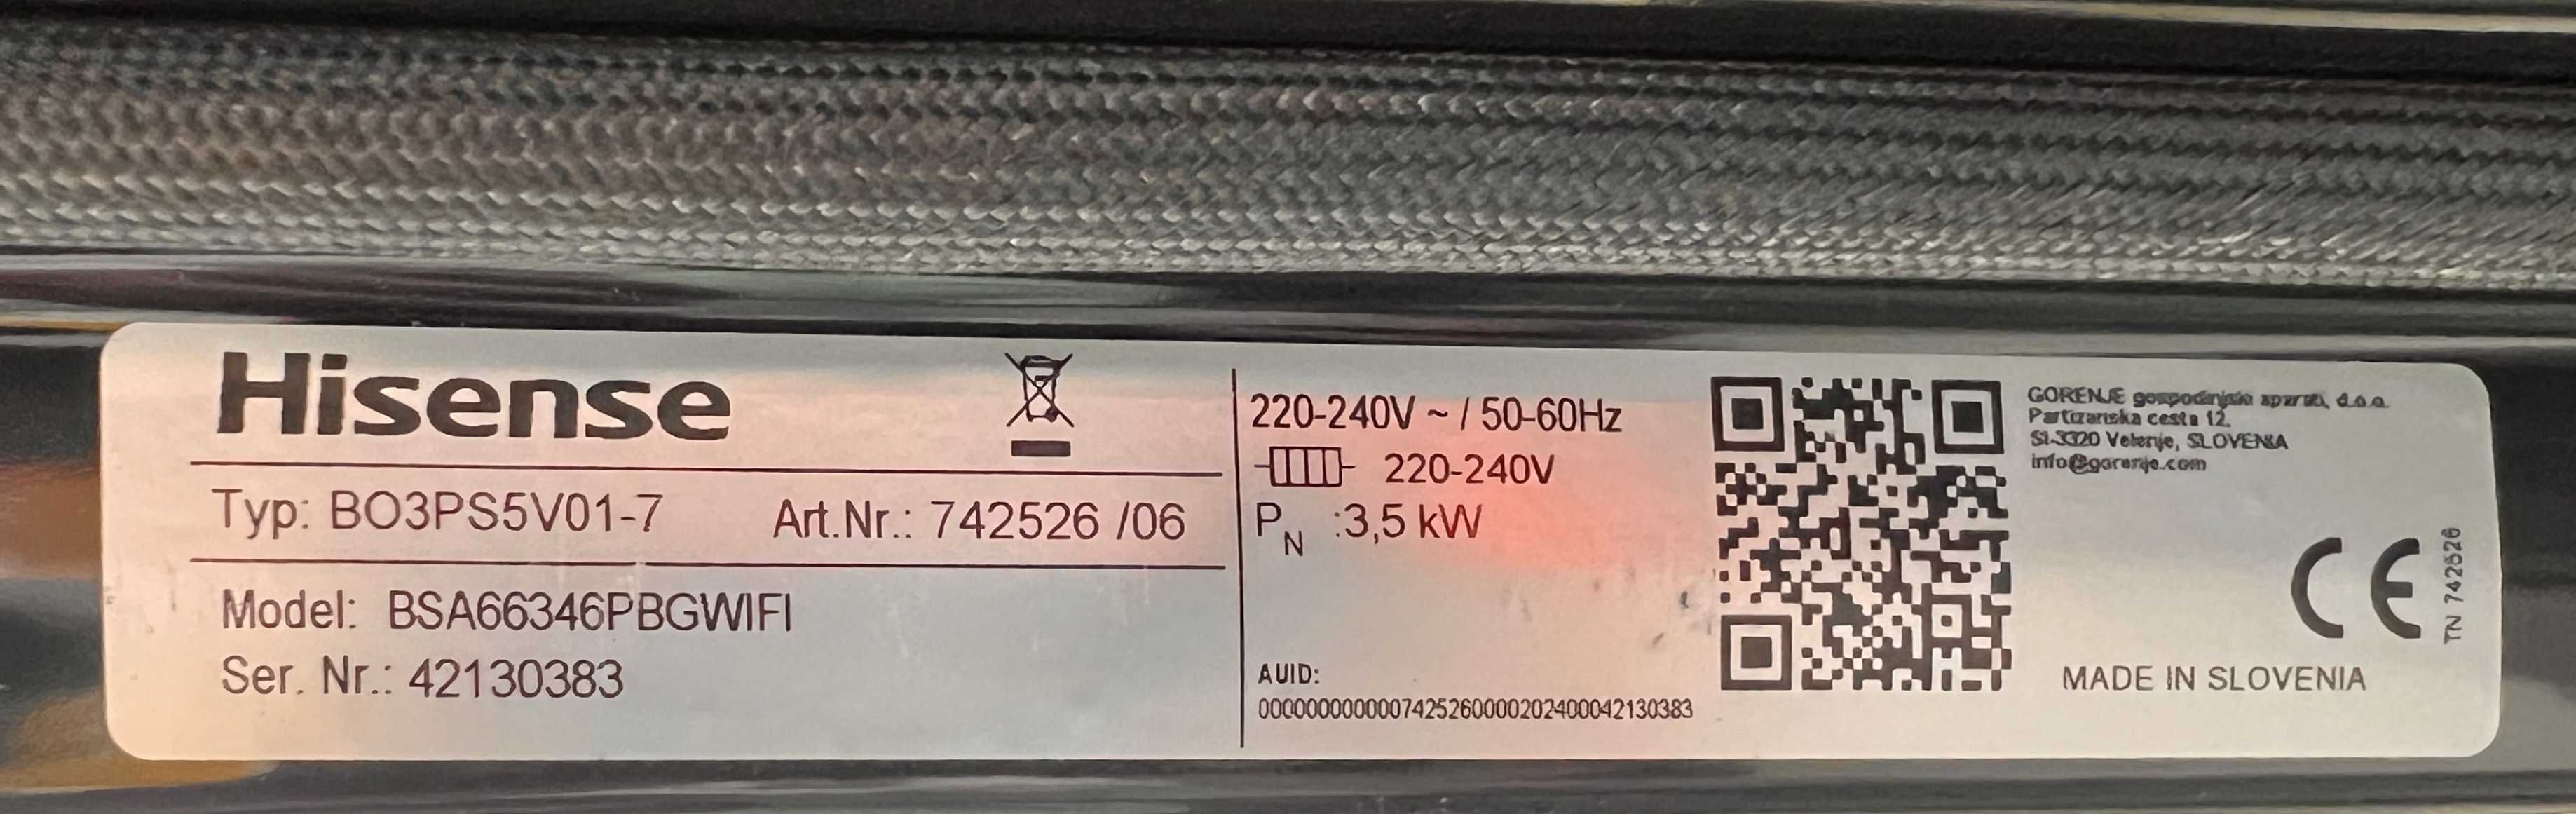 Hisense
Typ: BO3PS5V01-7 Art.Nr.: 742526 /06
Model: BSA66346PBGWIFI
Ser. Nr.: 42130383
220-240V ~ / 50-60Hz
220-240V
PN :3,5 kW
AUID:
0000000000007425260000202400042130383
GORENJE gospodinjski aparati, d.o.o.
Partizanska cesta 12,
SI-3320 Velenje, SLOVENIA
info@gorenje.com
CE
TN 742526
MADE IN SLOVENIA